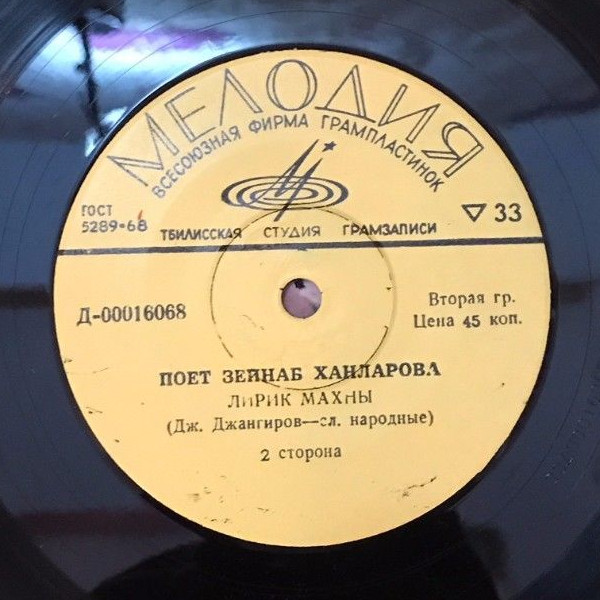 МЕЛОДИЯ
ВСЕСОЮЗНАЯ ФИРМА ГРАМПЛАСТИНОК
ГОСТ
5289-68
ТБИЛИССКАЯ СТУДИЯ ГРАМЗАПИСИ
33
Д-00016068
Вторая гр.
Цена 45 коп.
ПОЕТ ЗЕЙНАБ ХАНЛАРОВА
ЛИРИК МАХНЫ
(Дж. Джангиров—сл. народные)
2 сторона